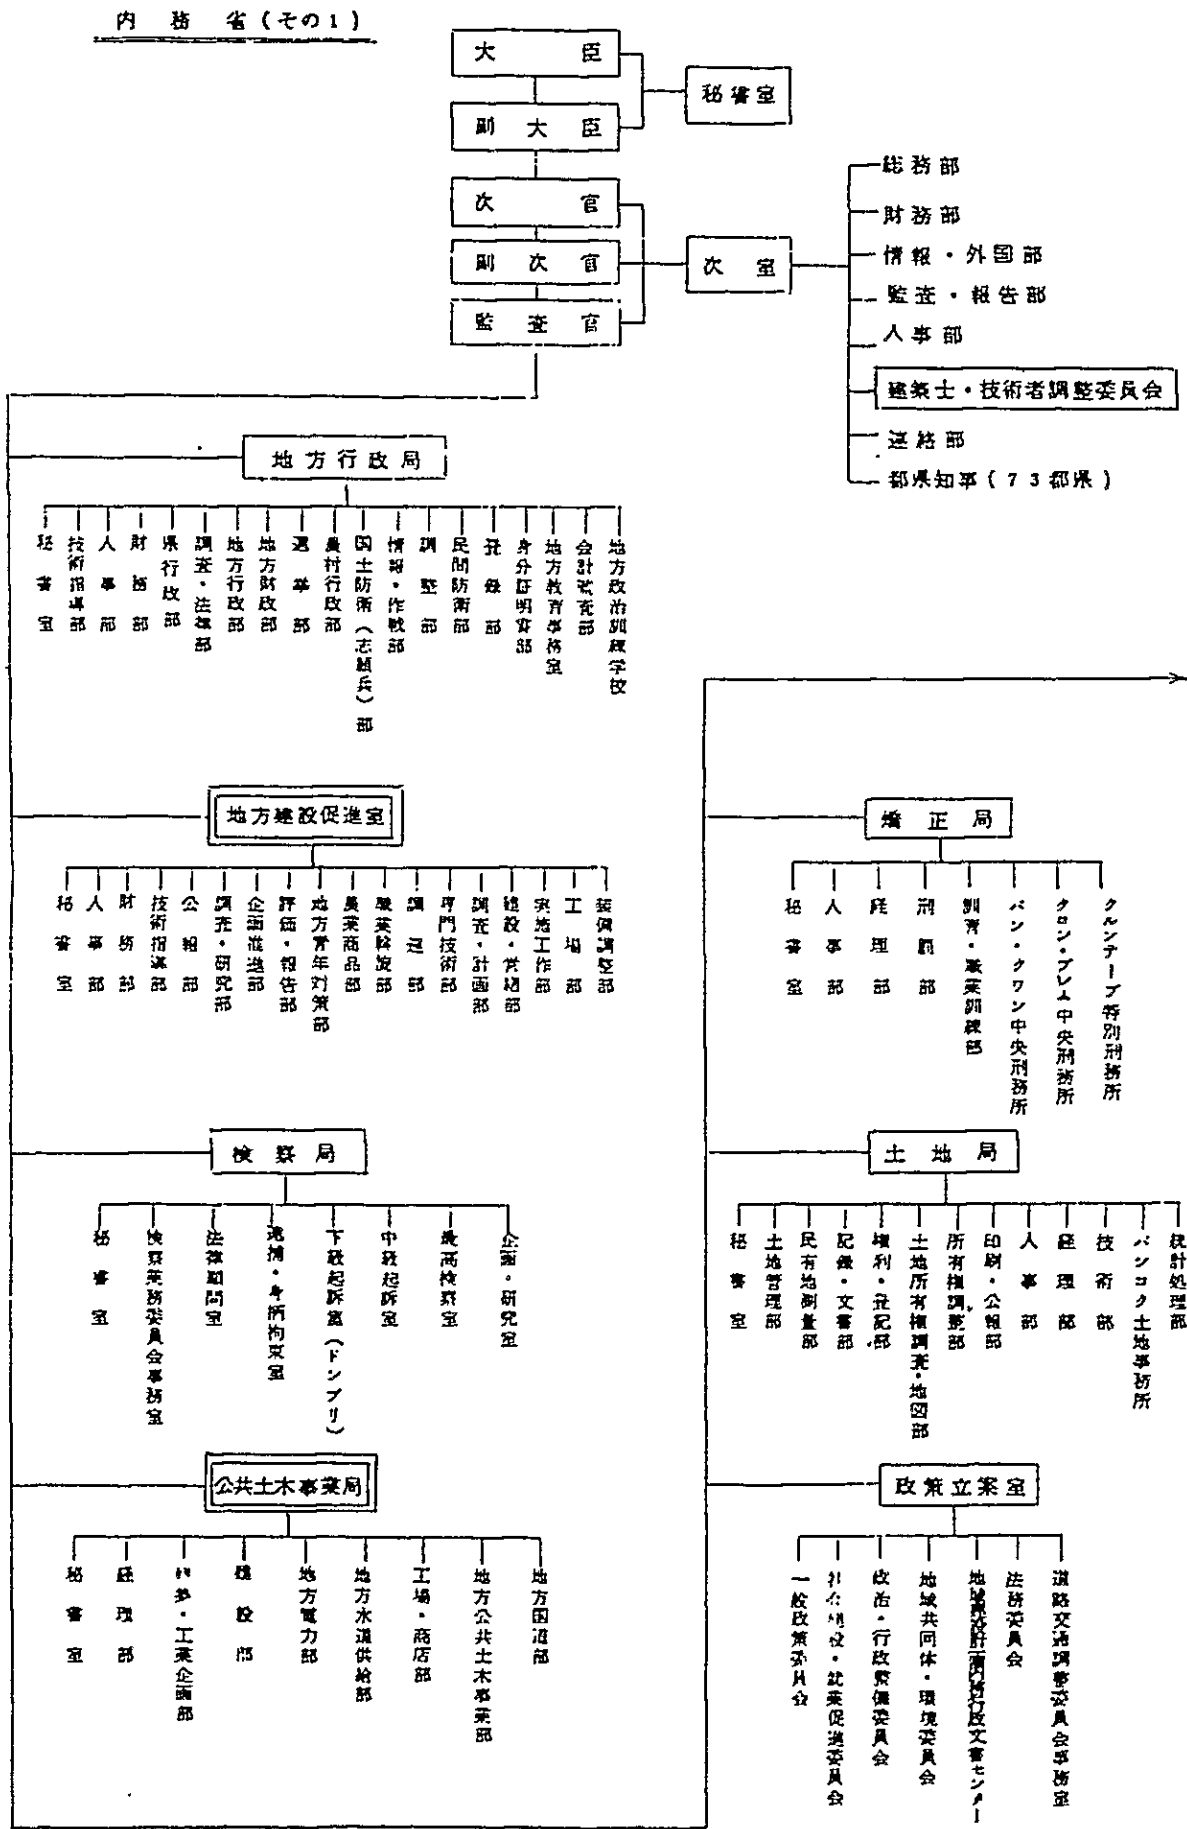 内務省(その1)
大臣
秘書室
副大臣
次官
副次官
次室
監査官
総務部
財務部
情報・外国部
監査・報告部
人事部
建築士・技術者調整委員会
連絡部
都県知事(73都県)
地方行政局
秘書室
技術指導部
人事部
財務部
県行政部
調査・法律部
地方行政部
地方財政部
選挙部
農村行政部
国土防衛(志願兵)部
情報・作戦部
調整部
民間防衛部
登録部
身分証明書部
地方教育事務室
会計審査部
地方政治訓練学校
地方建設促進室
秘書室
人事部
財務部
技術指導部
公報部
調査・研究部
企画推進部
評価・報告部
地方青年対策部
農業商品部
職業斡旋部
調達部
専門技術部
調査・計画部
建設・営繕部
実施工作部
工場部
装備調整部
検察局
秘書室
検察業務委員会事務室
法律顧問室
逮捕・身柄拘束室
下級起訴室(トンブリ)
中級起訴室
最高検察室
企画・研究室
公共土木事業局
秘書室
経理部
工業企画部
建設部
地方電力部
地方水道供給部
工場・商店部
地方公共土木事業部
地方国道部
矯正局
秘書室
人事部
経理部
刑罰部
訓育・職業訓練部
バン・クワン中央刑務所
クロン・プレム中央刑務所
クルンテープ特別刑務所
土地局
秘書室
土地管理部
民有地測量部
記録・文書部
権利・登記部
土地所有権調査・地図部
所有権調整部
印刷・公報部
人事部
経理部
技術部
バンコク土地事務所
統計処理部
政策立案室
一般政策委員会
就業促進委員会
政治・行政整備委員会
地域共同体・環境委員会
行政文書センター
法務委員会
道路交通調整委員会事務室